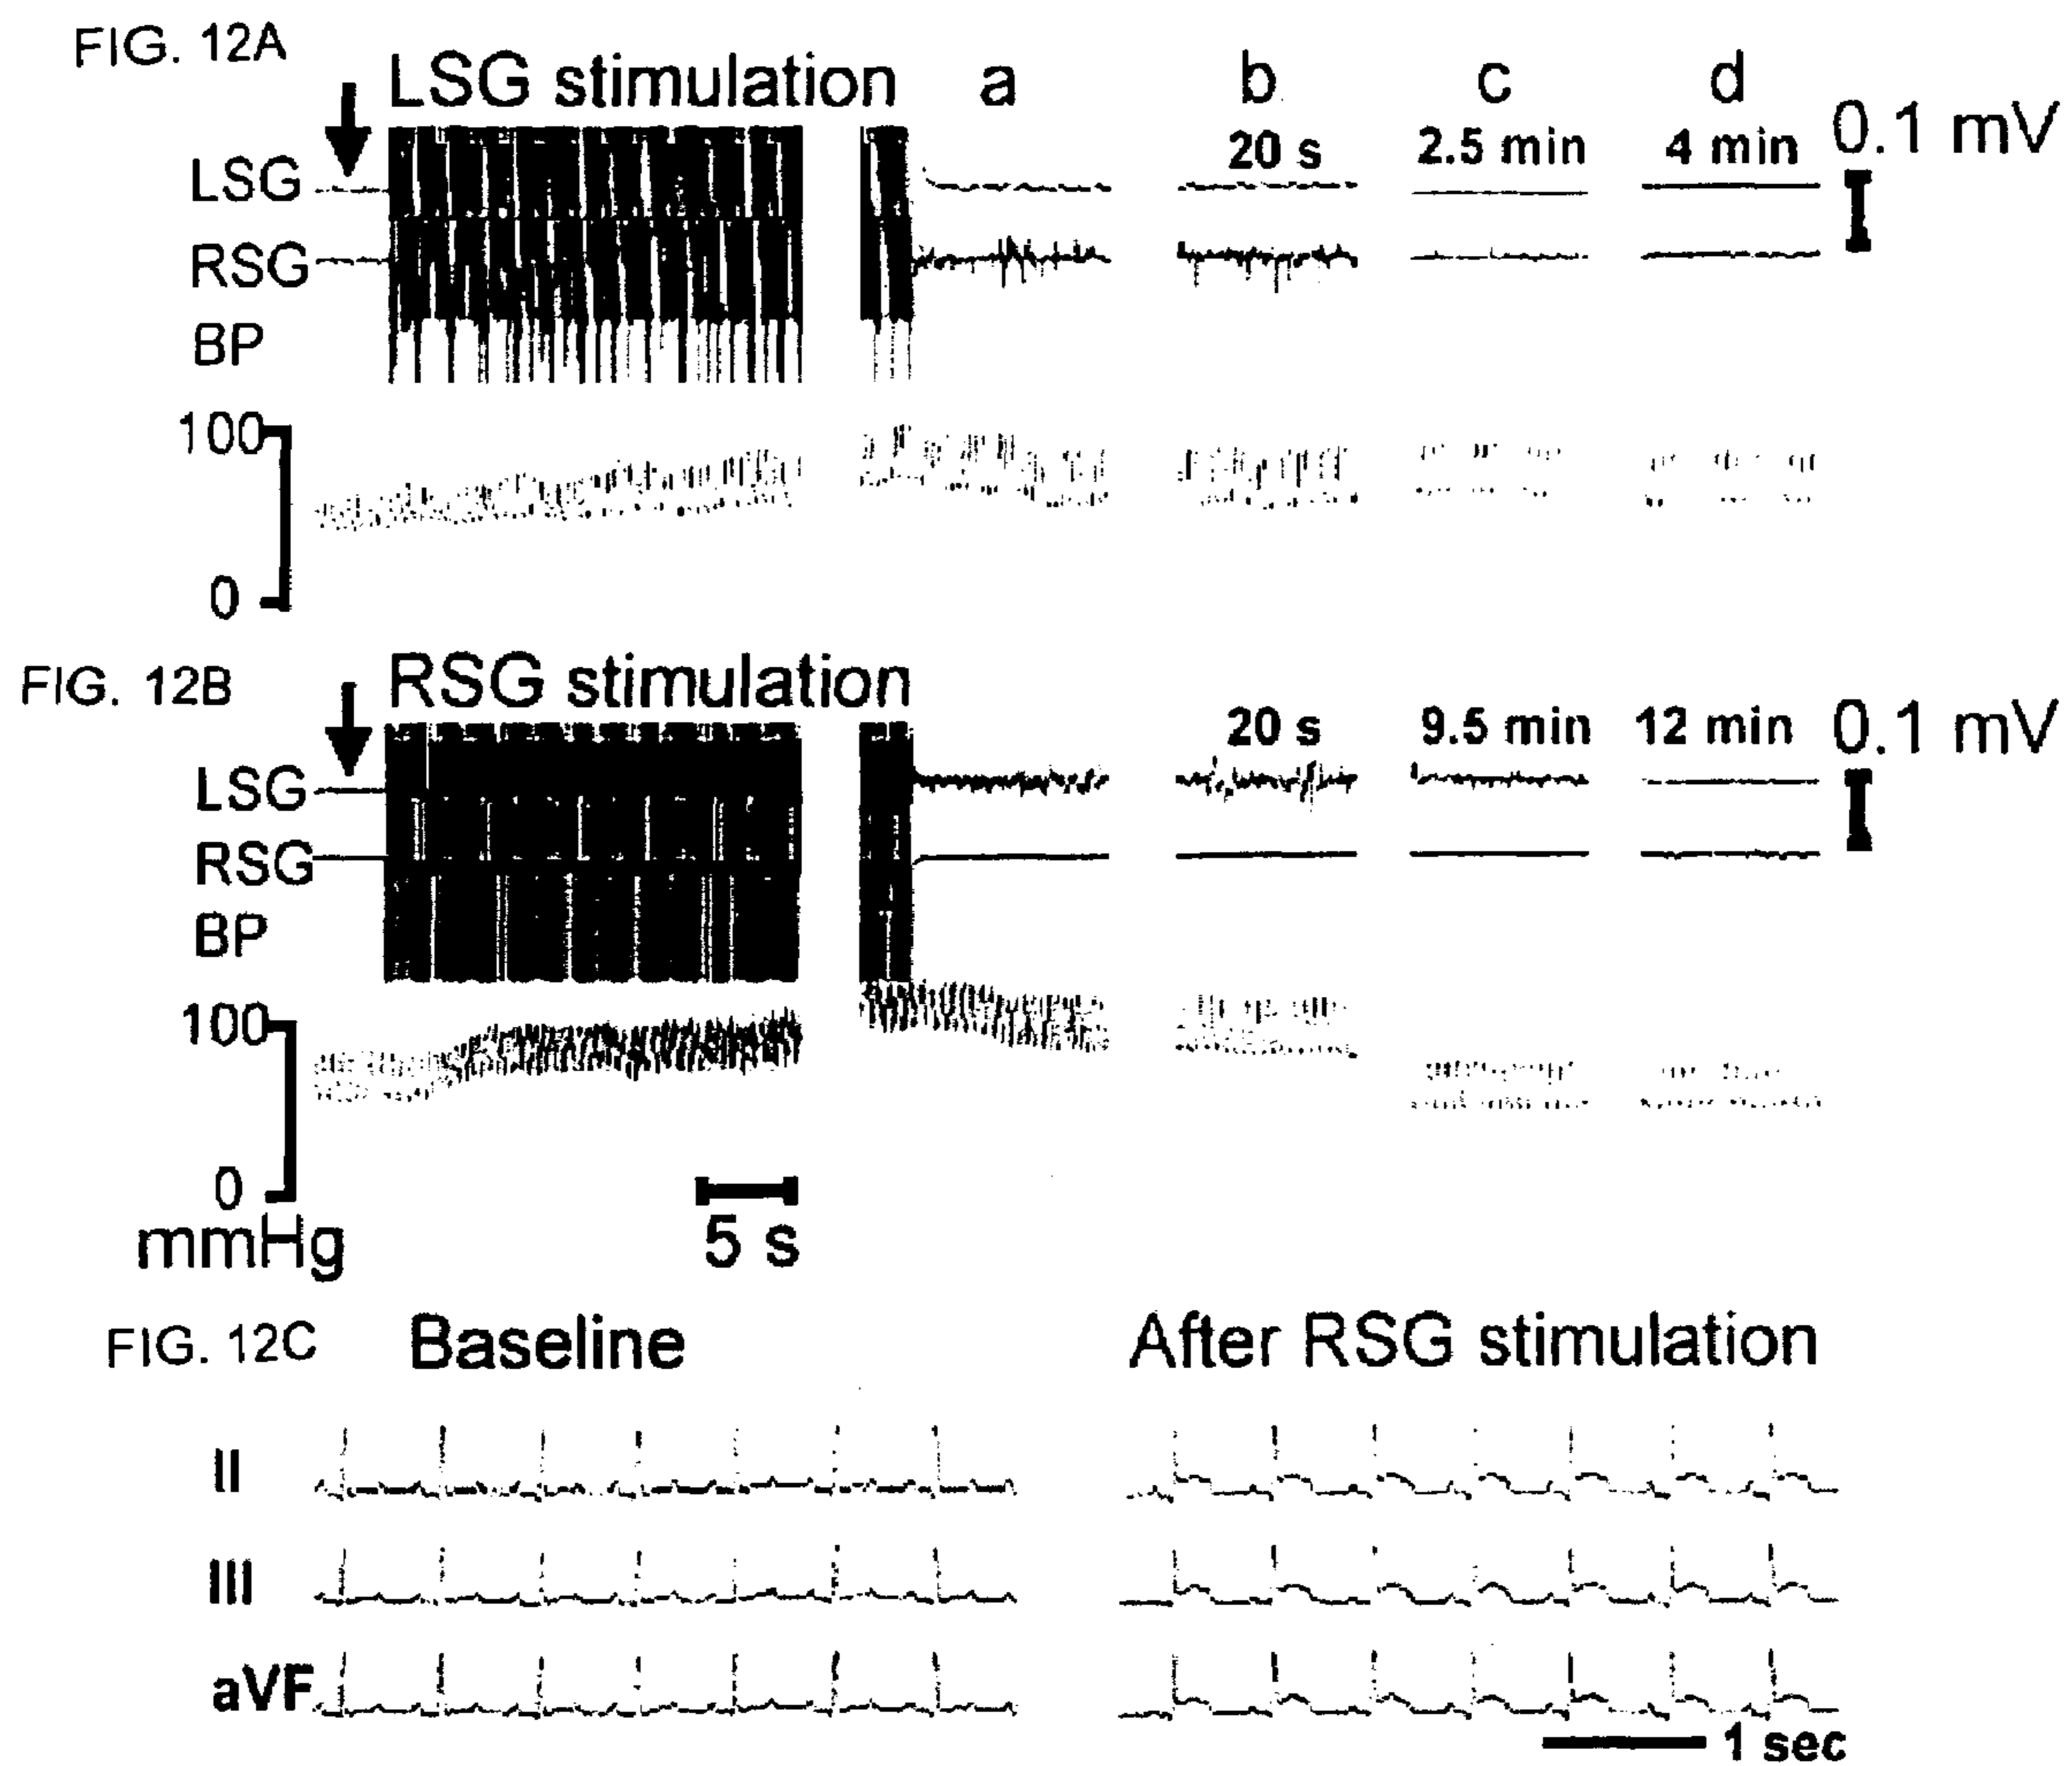 FIG. 12A
LSG stimulation
a
b
c
d
20 s
2.5 min
4 min
0.1 mV
LSG
RSG
BP
100
0
FIG. 12B
RSG stimulation
20 s
9.5 min
12 min
0.1 mV
LSG
RSG
BP
100
0
mmHg
5 s
FIG. 12C
Baseline
After RSG stimulation
II
III
aVF
1 sec